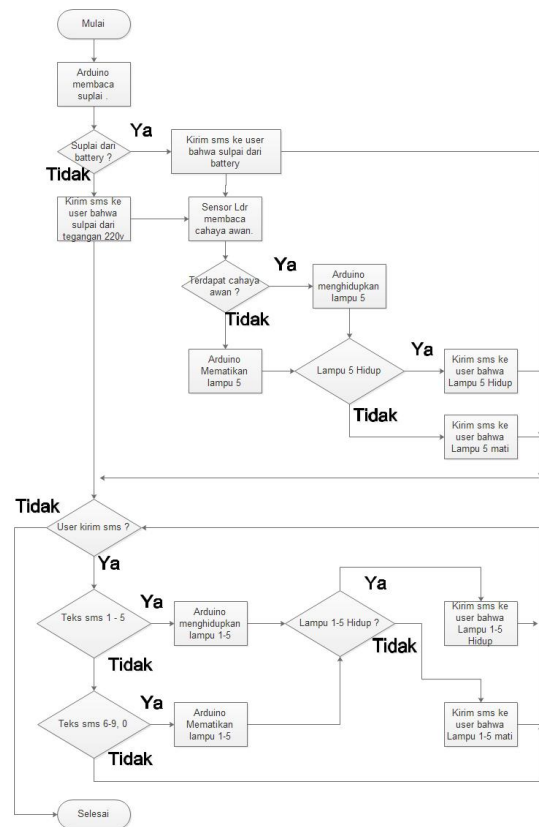 Mulai
Arduino
membaca
suplai .
Suplai dari
battery ?
Ya
Kirim sms ke user
bahwa sulpai dari
battery
Tidak
Kirim sms ke
user bahwa
sulpai dari
tegangan 220v
Sensor Ldr
membaca
cahaya awan.
Terdapat cahaya
awan ?
Ya
Arduino
menghidupkan
lampu 5
Tidak
Arduino
Mematikan
lampu 5
Lampu 5 Hidup
Ya
Kirim sms ke
user bahwa
Lampu 5 Hidup
Tidak
Kirim sms ke
user bahwa
Lampu 5 mati
Tidak
User kirim sms ?
Ya
Teks sms 1 - 5
Ya
Arduino
menghidupkan
lampu 1-5
Lampu 1-5 Hidup ?
Ya
Kirim sms ke
user bahwa
Lampu 1-5
Hidup
Tidak
Tidak
Teks sms 6-9, 0
Ya
Arduino
Mematikan
lampu 1-5
Kirim sms ke
user bahwa
Lampu 1-5 mati
Tidak
Selesai